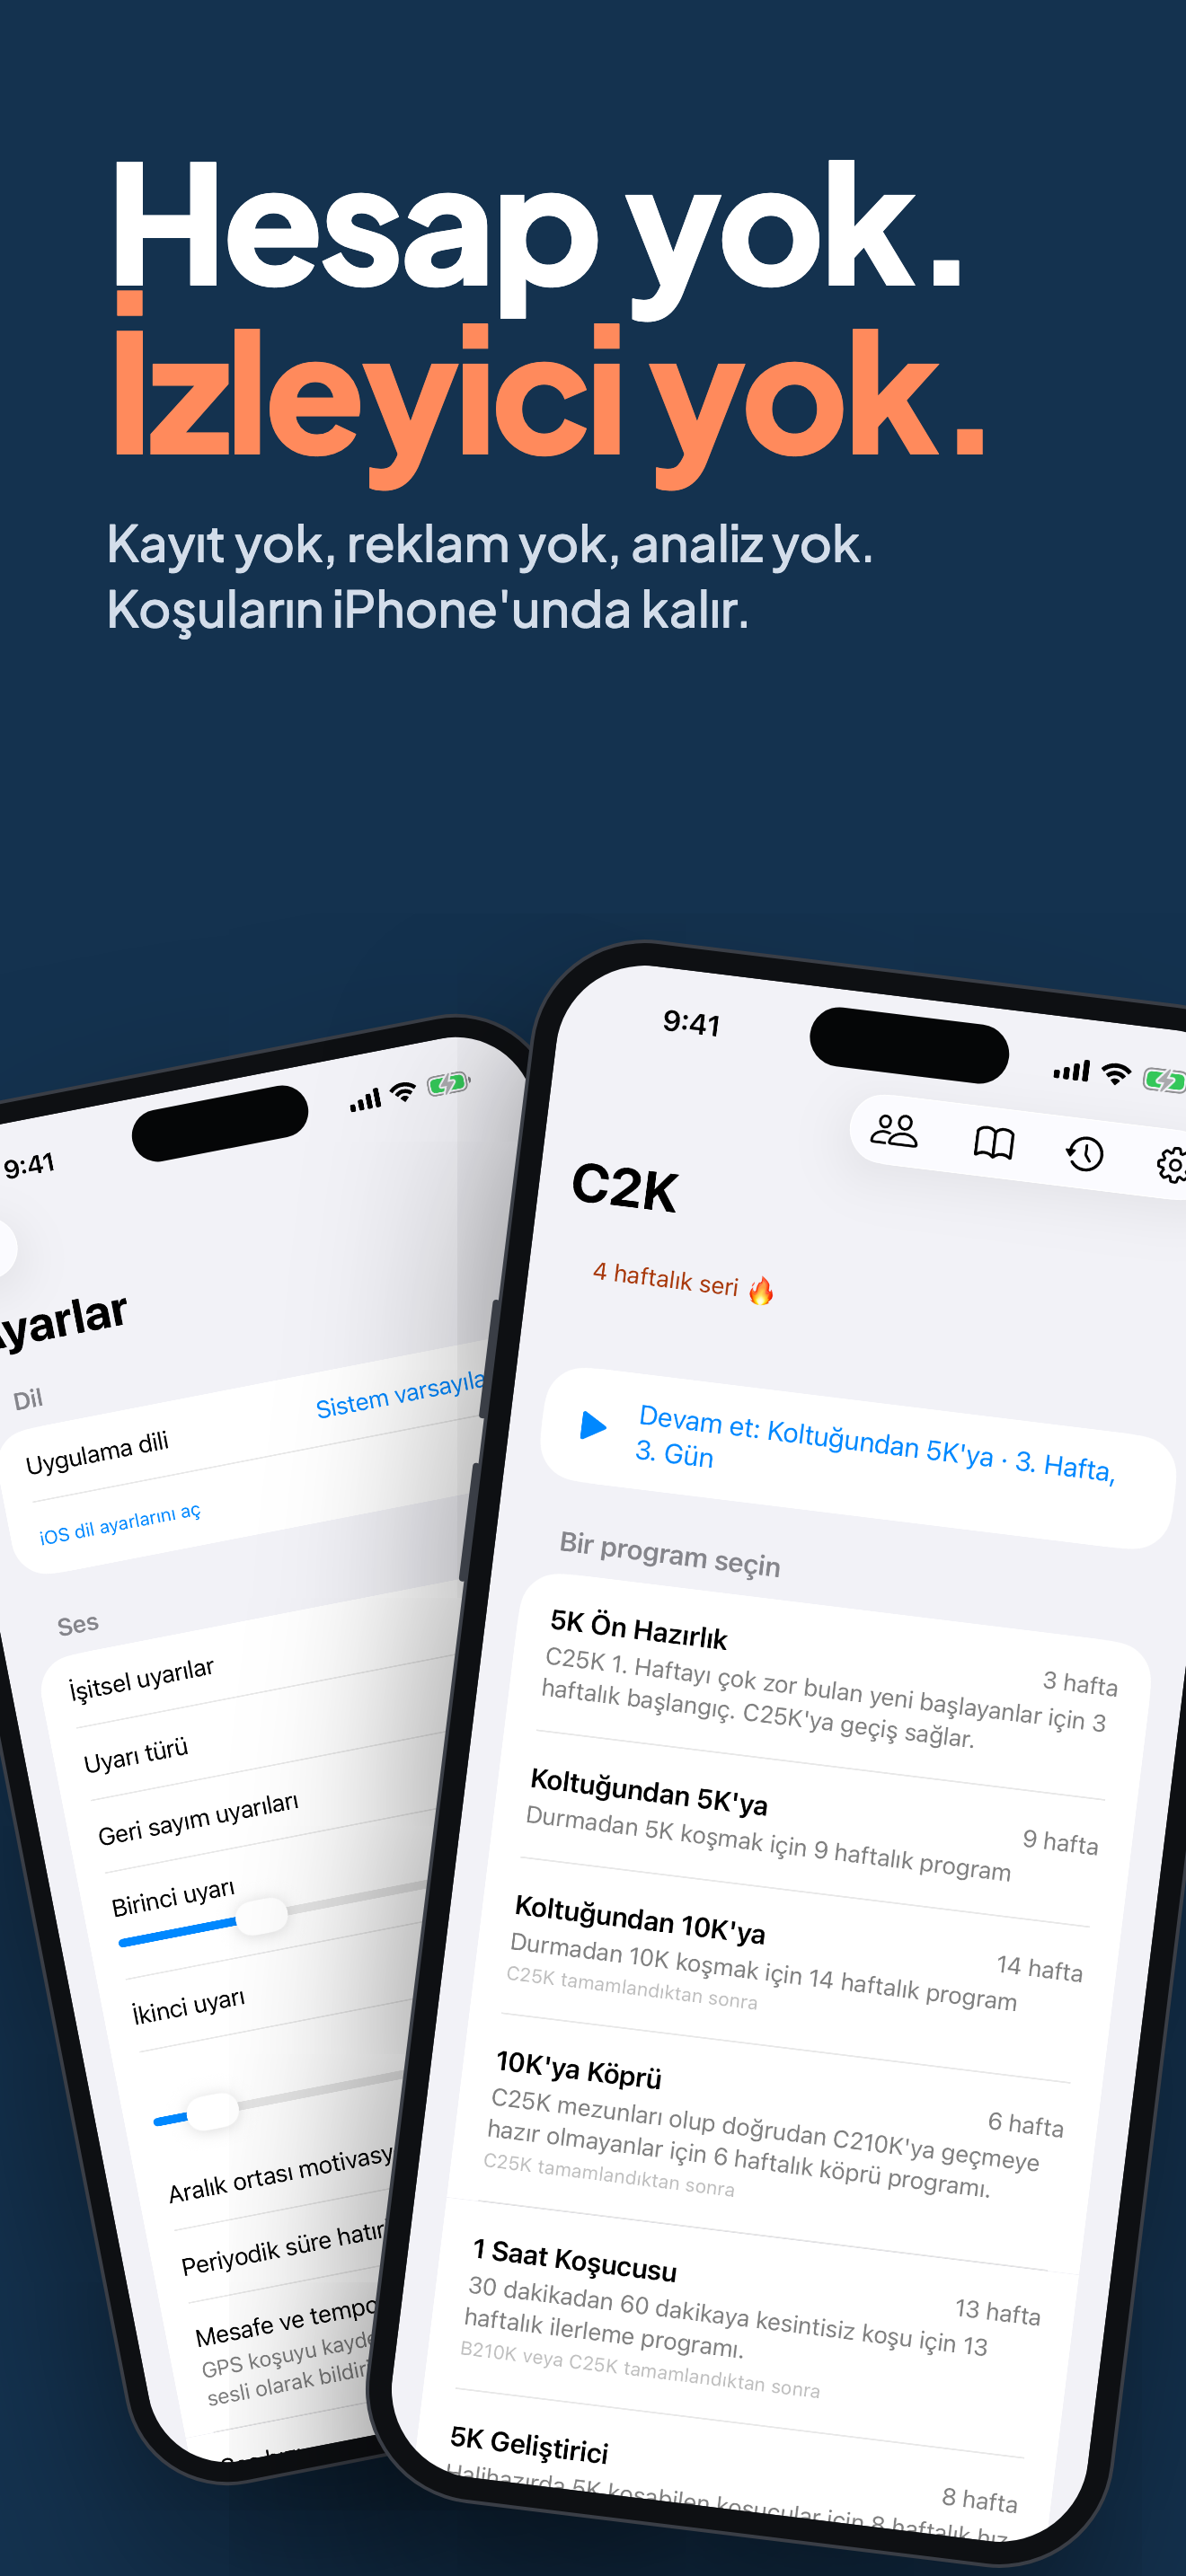 Hesap yok.
İzleyici yok.
Kayıt yok, reklam yok, analiz yok.
Koşuların iPhone'unda kalır.
9:41
Dil
Uygulama dili
iOS dil ayarlarını aç
Ses
İşitsel uyarılar
Uyarı türü
Geri sayım uyarıları
Birinci uyarı
İkinci uyarı
Aralık ortası
Periyodik süre
Mesafe ve tempo
GPS koşuyu
sesli olarak
9:41
C2K
4 haftalık seri 🔥
Devam et: Koltuğundan 5K'ya · 3. Hafta,
3. Gün
Bir program seçin
5K Ön Hazırlık
3 hafta
C25K 1. Haftayı çok zor bulan yeni başlayanlar için 3
haftalık başlangıç. C25K'ya geçiş sağlar.
Koltuğundan 5K'ya
9 hafta
Durmadan 5K koşmak için 9 haftalık program
Koltuğundan 10K'ya
14 hafta
Durmadan 10K koşmak için 14 haftalık program
C25K tamamlandıktan sonra
10K'ya Köprü
6 hafta
C25K mezunları olup doğrudan C210K'ya geçmeye
hazır olmayanlar için 6 haftalık köprü programı.
C25K tamamlandıktan sonra
1 Saat Koşucusu
13 hafta
30 dakikadan 60 dakikaya kesintisiz koşu için 13
haftalık ilerleme programı.
B210K veya C25K tamamlandıktan sonra
5K Geliştirici
8 hafta
Halihazırda 5K koşabilen koşucular için 8 haftalık hız